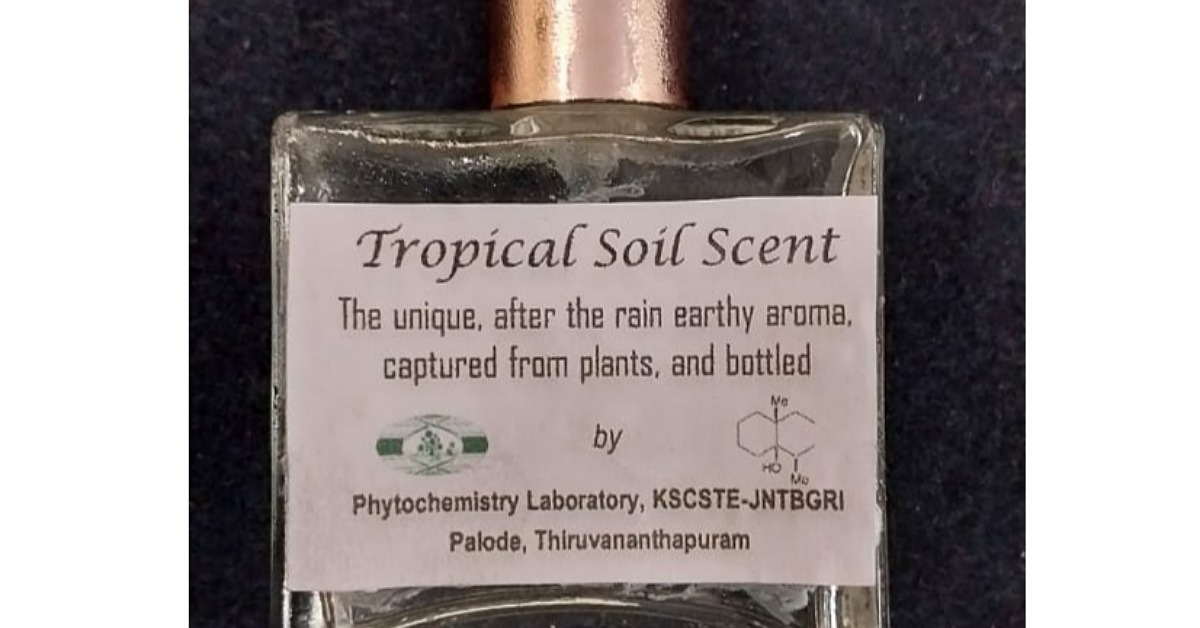 Tropical Soil Scent
The unique, after the rain earthy aroma,
captured from plants, and bottled
by
Me
HO
Me
Phytochemistry Laboratory, KSCSTE-JNTBGRI
Palode, Thiruvananthapuram